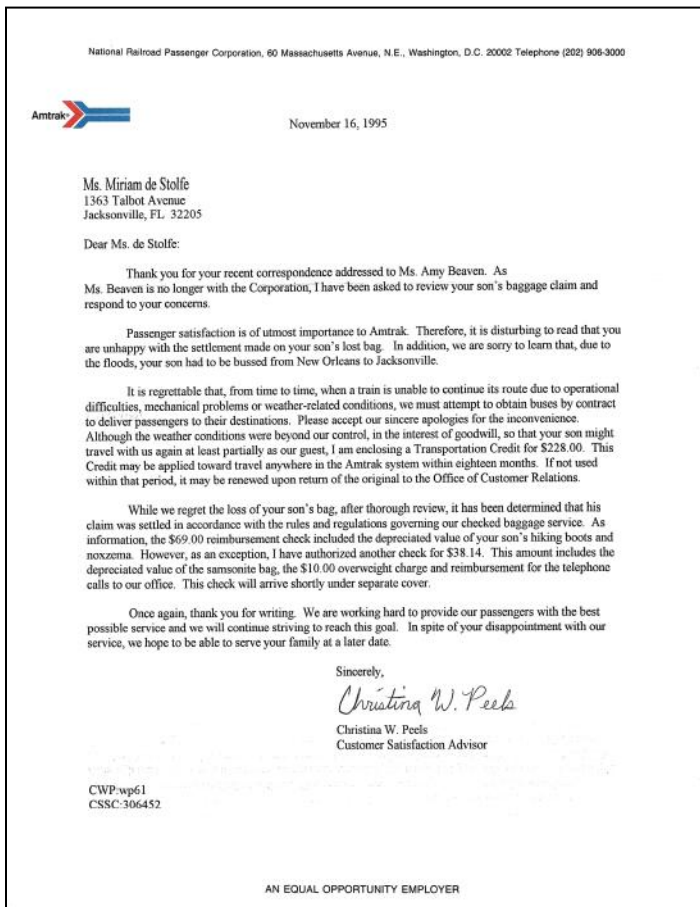 National Railroad Passenger Corporation, 60 Massachusetts Avenue, N.E., Washington, D.C. 20002 Telephone (202) 906-3000
Amtrak
November 16, 1995
Ms. Miriam de Stolfe
1363 Talbot Avenue
Jacksonville, FL 32205
Dear Ms. de Stolfe:
Thank you for your recent correspondence addressed to Ms. Amy Beaven. As
Ms. Beaven is no longer with the Corporation, I have been asked to review your son's baggage claim and
respond to your concerns.
Passenger satisfaction is of utmost importance to Amtrak. Therefore, it is disturbing to read that you
are unhappy with the settlement made on your son's lost bag. In addition, we are sorry to learn that, due to
the floods, your son had to be bussed from New Orleans to Jacksonville.
It is regrettable that, from time to time, when a train is unable to continue its route due to operational
difficulties, mechanical problems or weather-related conditions, we must attempt to obtain buses by contract
to deliver passengers to their destinations. Please accept our sincere apologies for the inconvenience.
Although the weather conditions were beyond our control, in the interest of goodwill, so that your son might
travel with us again at least partially as our guest, I am enclosing a Transportation Credit for $228.00. This
Credit may be applied toward travel anywhere in the Amtrak system within eighteen months. If not used
within that period, it may be renewed upon return of the original to the Office of Customer Relations.
While we regret the loss of your son's bag, after thorough review, it has been determined that his
claim was settled in accordance with the rules and regulations governing our checked baggage service. As
information, the $69.00 reimbursement check included the depreciated value of your son's hiking boots and
noxzema. However, as an exception, I have authorized another check for $38.14. This amount includes the
depreciated value of the samsonite bag, the $10.00 overweight charge and reimbursement for the telephone
calls to our office. This check will arrive shortly under separate cover.
Once again, thank you for writing. We are working hard to provide our passengers with the best
possible service and we will continue striving to reach this goal. In spite of your disappointment with our
service, we hope to be able to serve your family at a later date.
Sincerely,
Christina W. Peels
Christina W. Peels
Customer Satisfaction Advisor
CWP:wp61
CSSC:306452
AN EQUAL OPPORTUNITY EMPLOYER